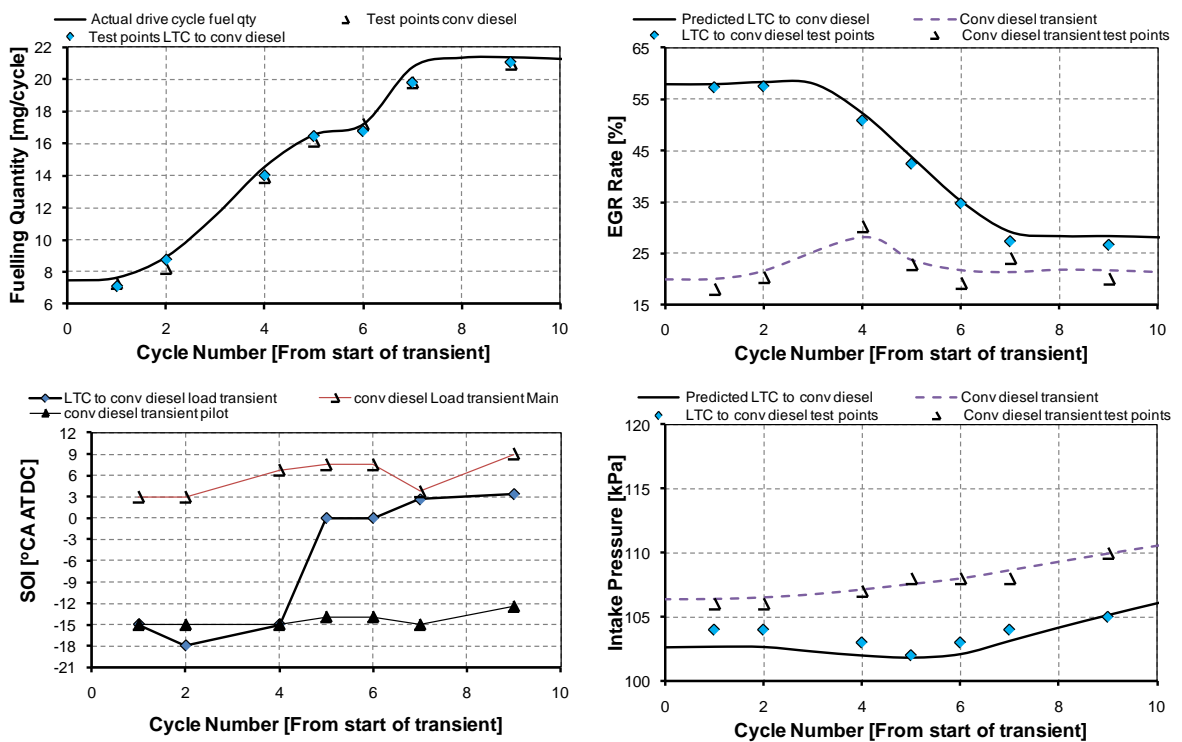 Actual drive cycle fuel qty
Test points conv diesel
Test points LTC to conv diesel
22
20
18
16
14
12
10
8
6
Fuelling Quantity [mg/cycle]
0 2 4 6 8 10
Cycle Number [From start of transient]
Predicted LTC to conv diesel
Conv diesel transient
LTC to conv diesel test points
Conv diesel transient test points
65
55
45
35
25
15
EGR Rate [%]
0 2 4 6 8 10
Cycle Number [From start of transient]
LTC to conv diesel load transient
conv diesel Load transient Main
conv diesel transient pilot
12
9
6
3
0
-3
-6
-9
-12
-15
-18
-21
SOI [ºCA ATDC]
0 2 4 6 8 10
Cycle Number [From start of transient]
Predicted LTC to conv diesel
Conv diesel transient
LTC to conv diesel test points
Conv diesel transient test points
120
115
110
105
100
Intake Pressure [kPa]
0 2 4 6 8 10
Cycle Number [From start of transient]